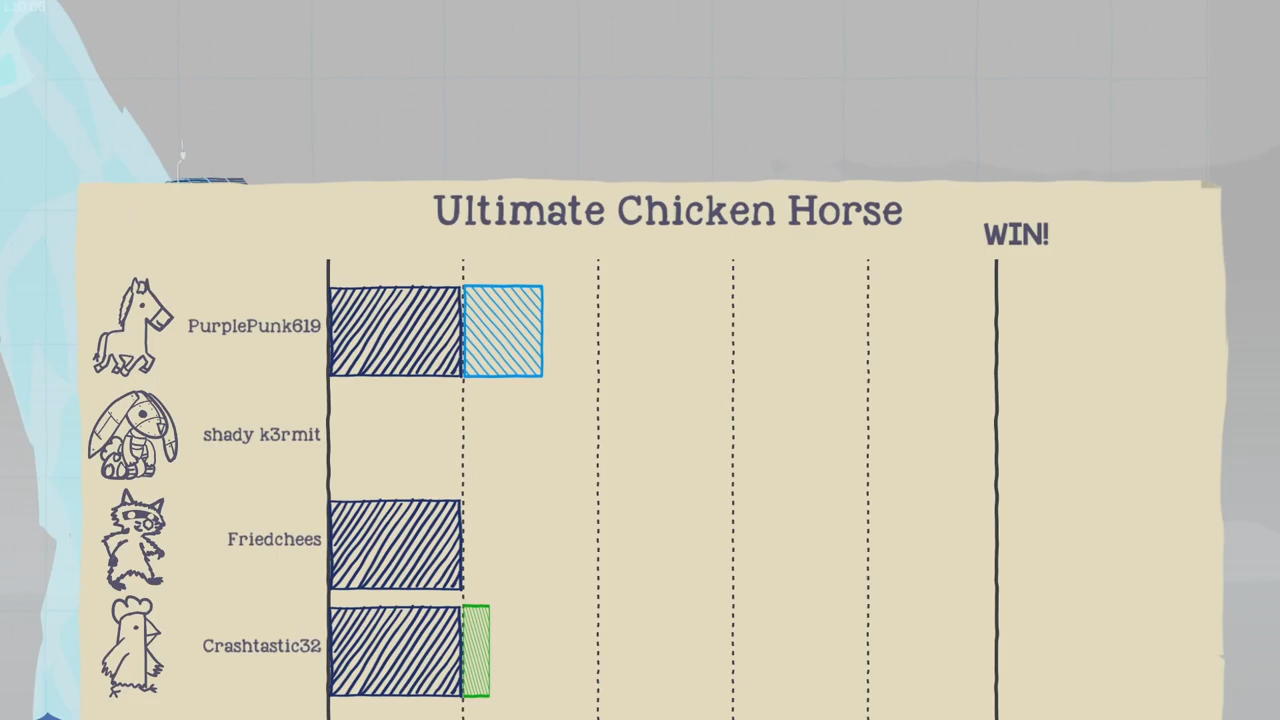 Ultimate Chicken Horse
WIN!
PurplePunk619
shady k3rmit
Friedchees
Crashtastic32